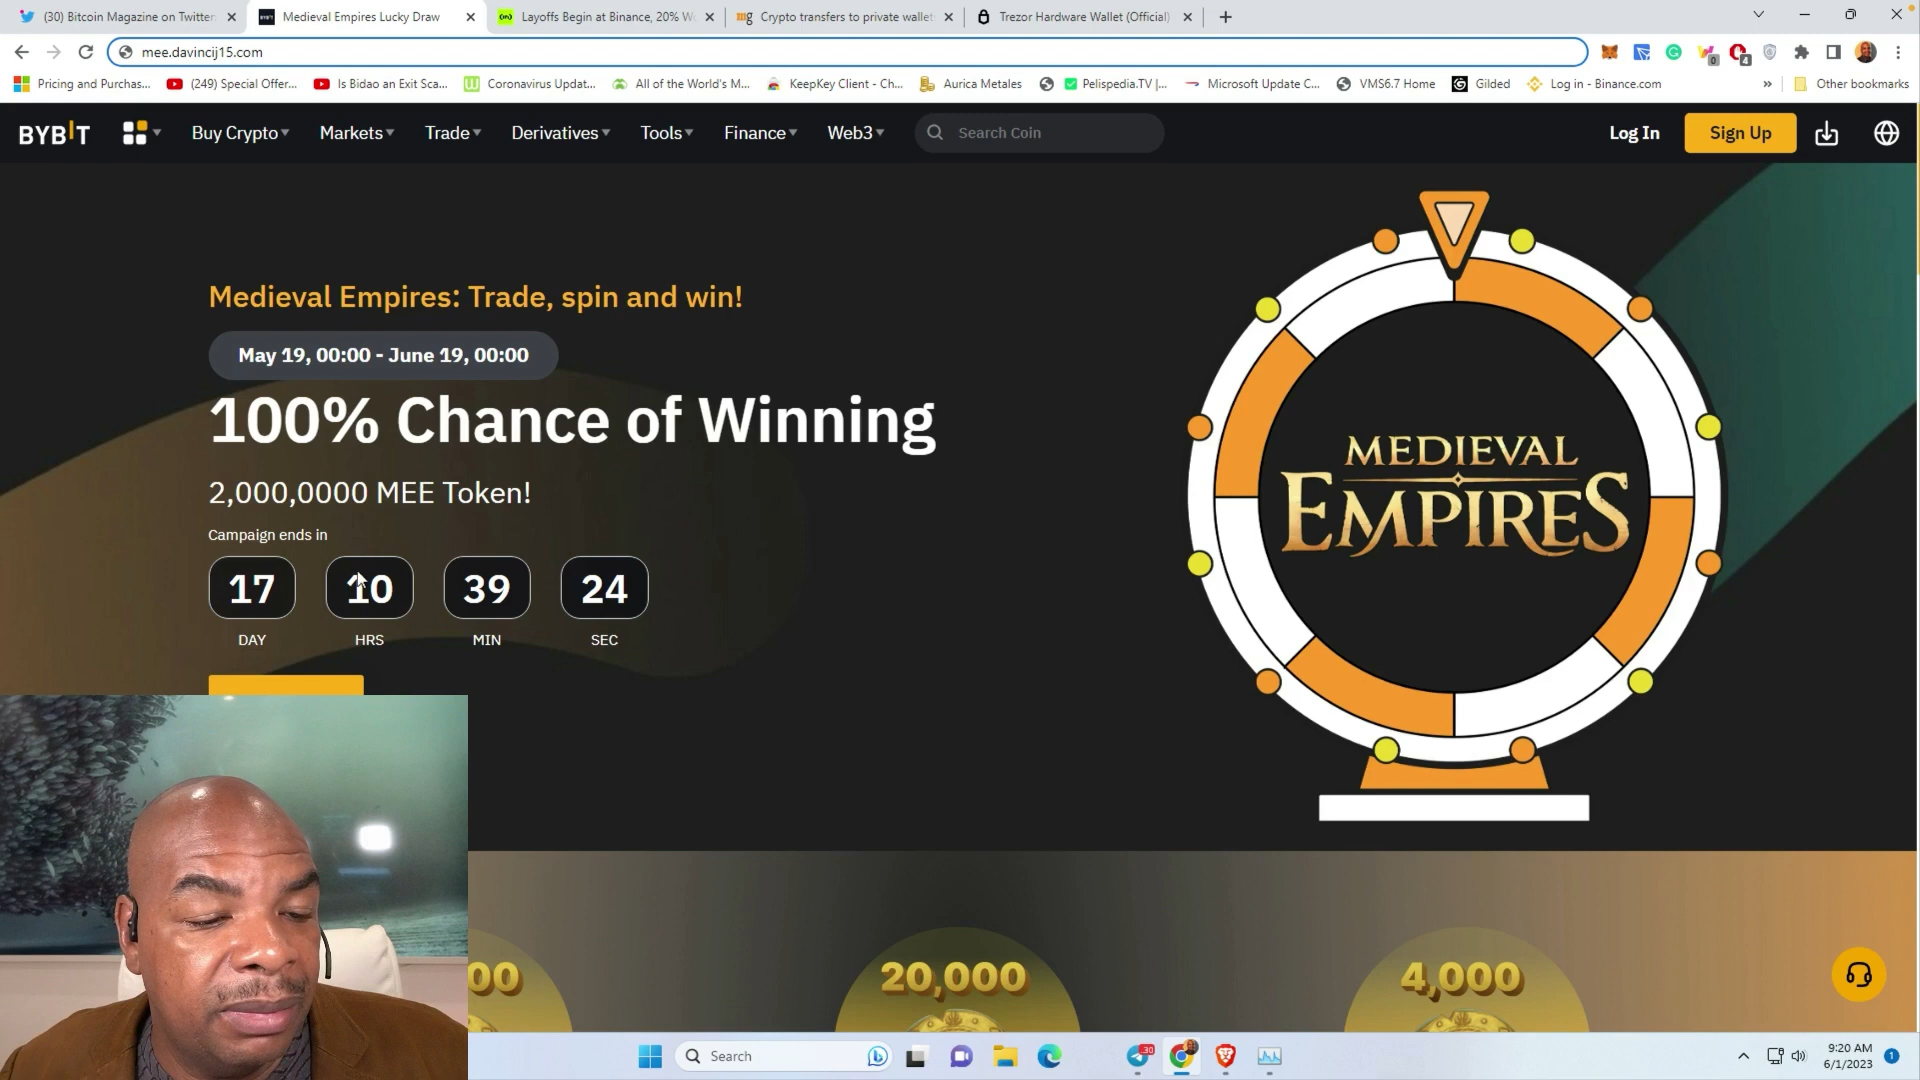 (30) Bitcoin Magazine on Twitter
Medieval Empires Lucky Draw
Layoffs Begin at Binance, 20% W
Crypto transfers to private wallet
Trezor Hardware Wallet (Official)
mee.davincij15.com
0
4
Pricing and Purchas...
(249) Special Offer...
Is Bidao an Exit Sca...
Coronavirus Updat...
All of the World's M...
KeepKey Client - Ch...
Aurica Metales
Pelispedia.TV |...
Microsoft Update C...
VMS6.7 Home
Gilded
Log in - Binance.com
»
Other bookmarks
BYBIT
Buy Crypto
Markets
Trade
Derivatives
Tools
Finance
Web3
Search Coin
Log In
Sign Up
Medieval Empires: Trade, spin and win!
May 19, 00:00 - June 19, 00:00
100% Chance of Winning
2,000,0000 MEE Token!
Campaign ends in
17
10
39
24
DAY
HRS
MIN
SEC
MEDIEVAL
EMPIRES
00
20,000
4,000
Search
30
9:20 AM
6/1/2023
1